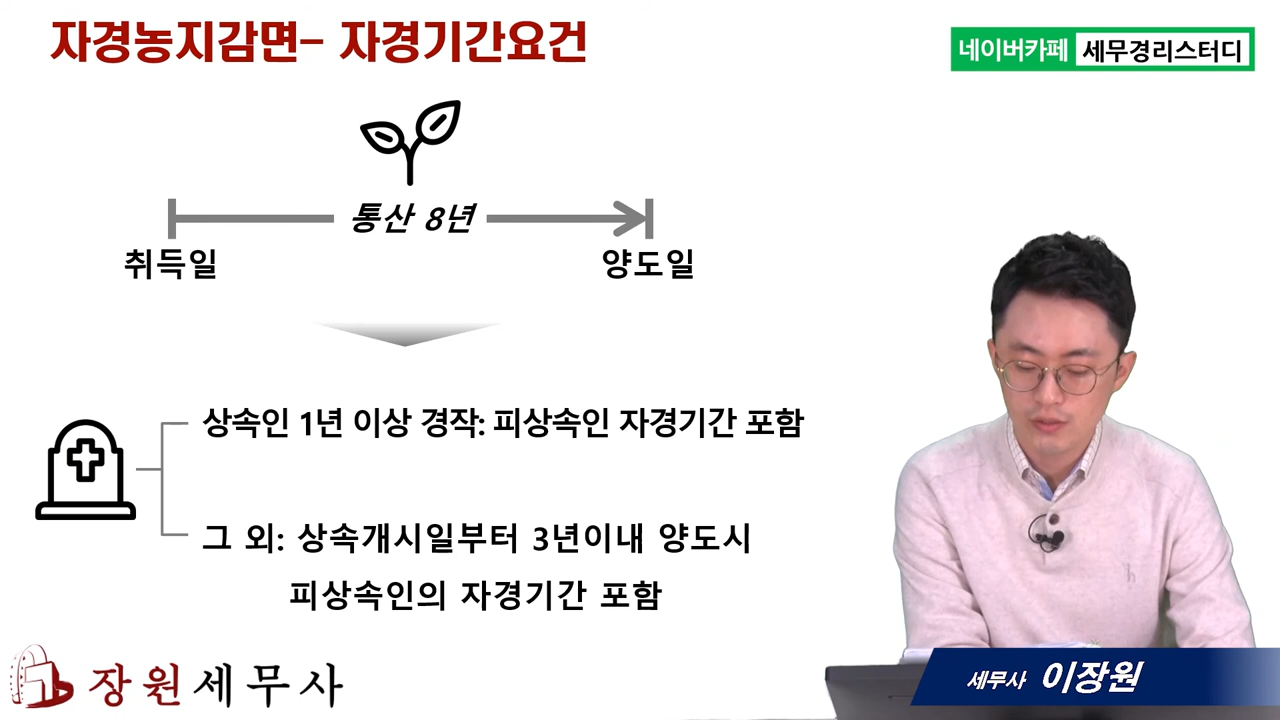 자경농지감면- 자경기간요건
네이버카페 세무경리스터디
통산 8년
취득일
양도일
상속인 1년 이상 경작: 피상속인 자경기간 포함
그 외: 상속개시일부터 3년이내 양도시
피상속인의 자경기간 포함
장원세무사
세무사 이장원